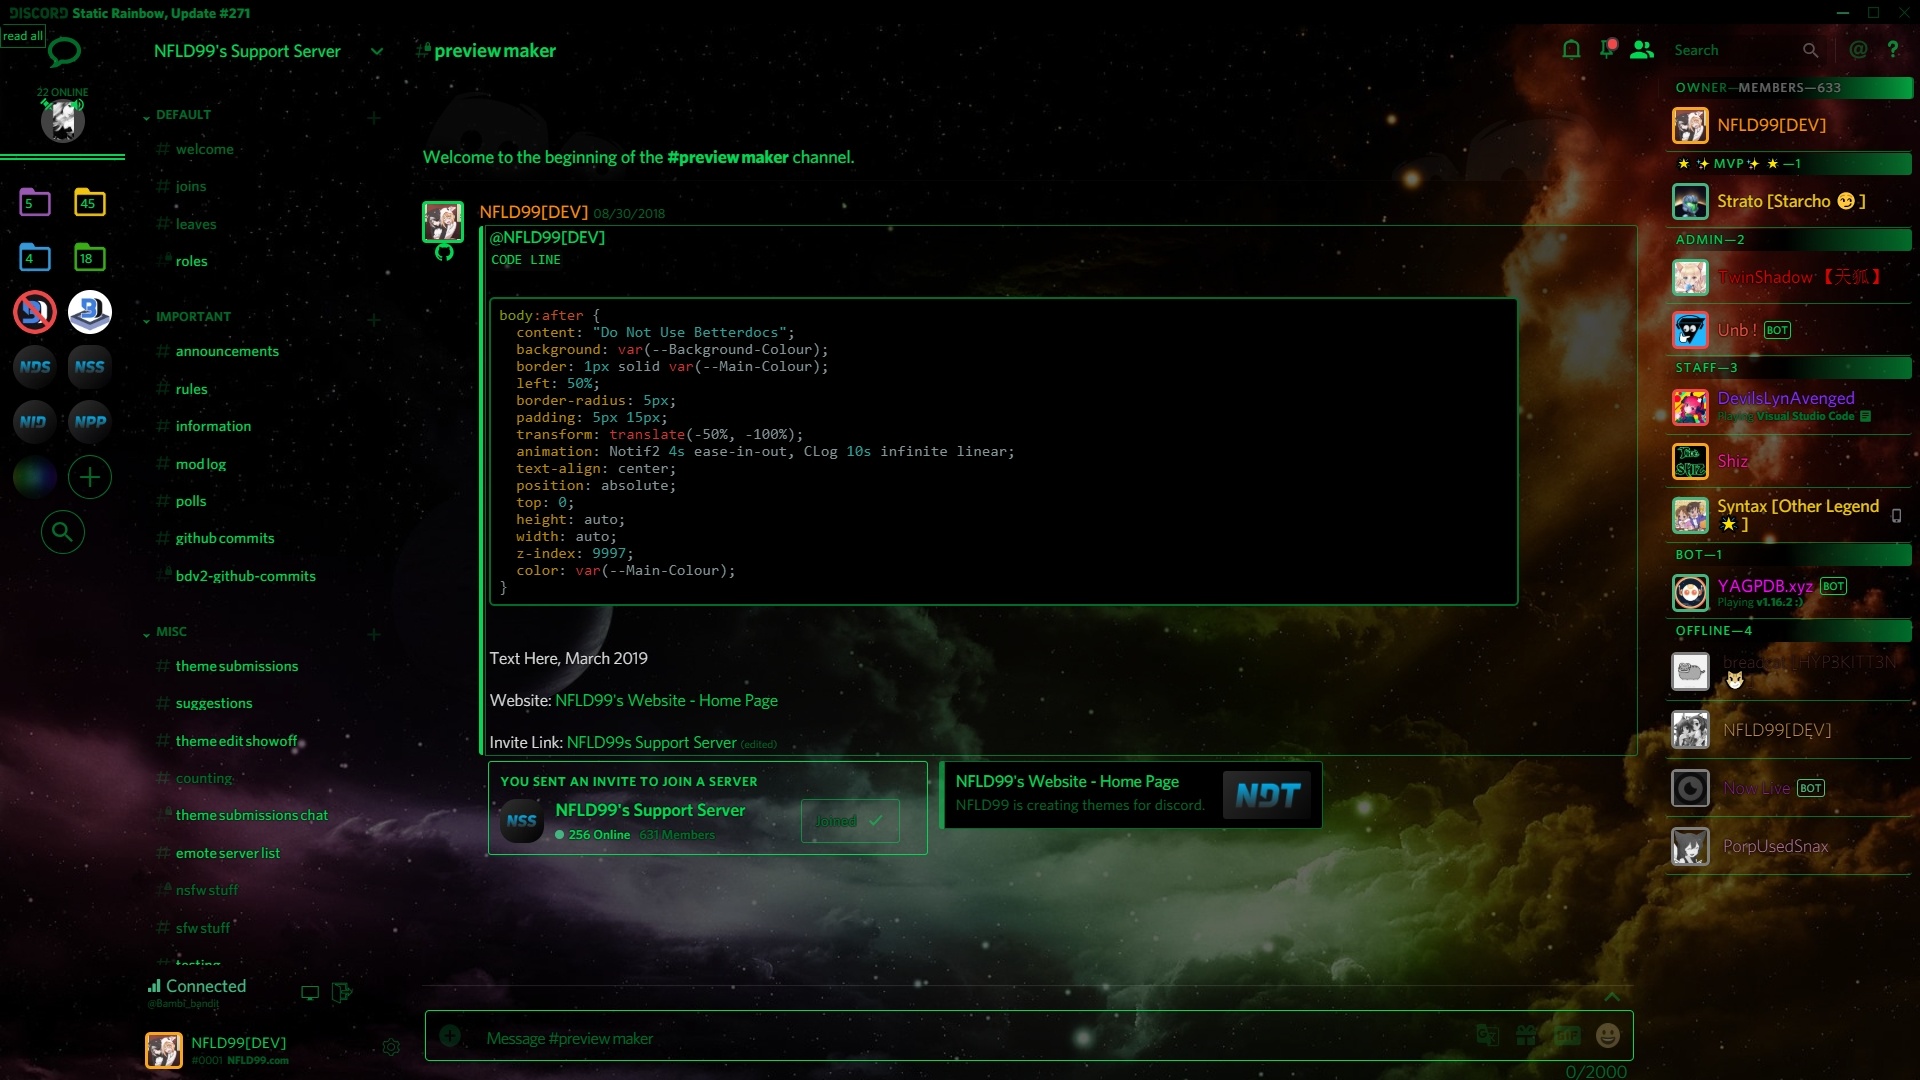 DISCORD Static Rainbow, Update #271
read all
22 ONLINE
5
45
4
18
NDS
NSS
NID
NPP
NFLD99's Support Server
DEFAULT
welcome
joins
leaves
roles
IMPORTANT
announcements
rules
information
mod log
polls
github commits
bdv2-github-commits
MISC
theme submissions
suggestions
theme edit showoff
counting
theme submissions chat
emote server list
nsfw stuff
sfw stuff
testing
Connected
@Bambi_bandit
NFLD99[DEV]
#0001 NFLD99.com
#preview maker
Search
Welcome to the beginning of the #preview maker channel.
NFLD99[DEV] 08/30/2018
@NFLD99[DEV]
CODE LINE
body:after {
content: "Do Not Use Betterdocs";
background: var(--Background-Colour);
border: 1px solid var(--Main-Colour);
left: 50%;
border-radius: 5px;
padding: 5px 15px;
transform: translate(-50%, -100%);
animation: Notif2 4s ease-in-out, CLog 10s infinite linear;
text-align: center;
position: absolute;
top: 0;
height: auto;
width: auto;
z-index: 9997;
color: var(--Main-Colour);
}
Text Here, March 2019
Website: NFLD99's Website - Home Page
Invite Link: NFLD99s Support Server (edited)
YOU SENT AN INVITE TO JOIN A SERVER
NSS
NFLD99's Support Server
256 Online 631 Members
Joined
NFLD99's Website - Home Page
NFLD99 is creating themes for discord.
NDT
Message #preview maker
GIF
0/2000
OWNER—MEMBERS—633
NFLD99[DEV]
⭐ ✨MVP✨ ⭐ —1
Strato [Starcho 😏 ]
ADMIN—2
TwinShadow 【天狐】
Unb ! BOT
STAFF—3
DevilsLynAvenged
Playing Visual Studio Code
The SHIZ
Shiz
Syntax [Other Legend
🌟 ]
BOT—1
YAGPDB.xyz BOT
Playing v1.16.2 :)
OFFLINE—4
NFLD99[DEV]
Now Live BOT
PorpUsedSnax